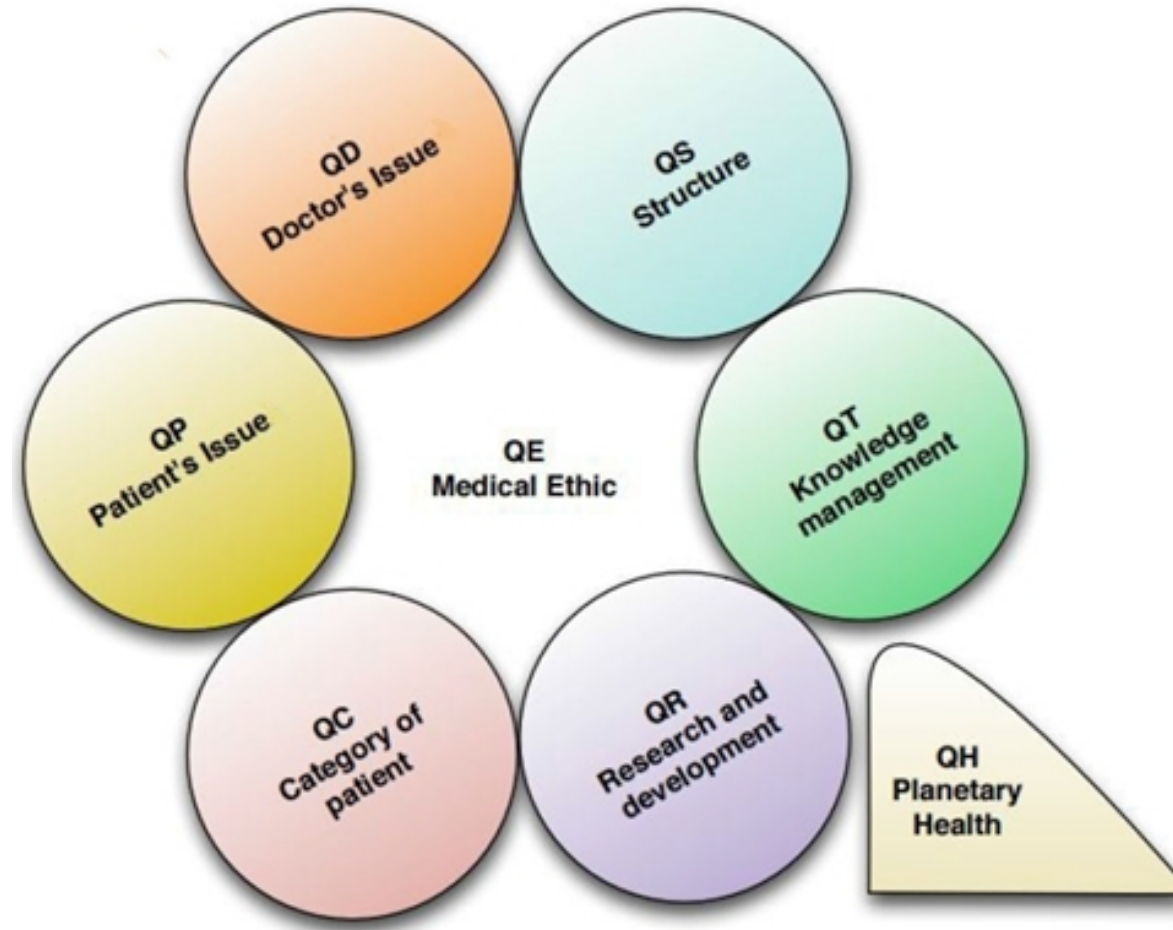 QD
Doctor's Issue
QS
Structure
QP
Patient's Issue
QE
Medical Ethic
QT
Knowledge
management
QC
Category of
patient
QR
Research and
development
QH
Planetary
Health